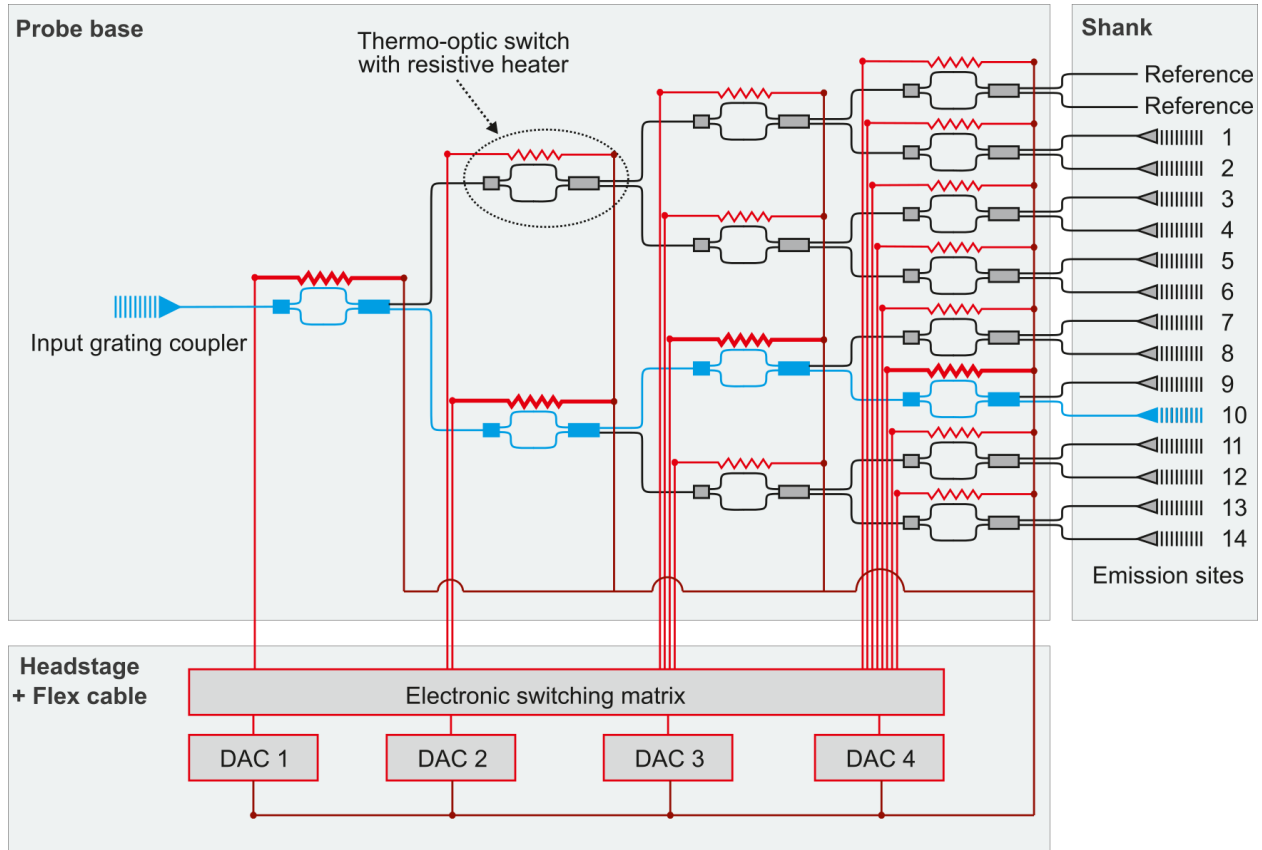 Probe base
Thermo-optic switch
with resistive heater
Shank
Reference
Reference
1
2
3
4
5
6
7
8
9
10
11
12
13
14
Input grating coupler
Emission sites
Headstage
+ Flex cable
Electronic switching matrix
DAC 1
DAC 2
DAC 3
DAC 4